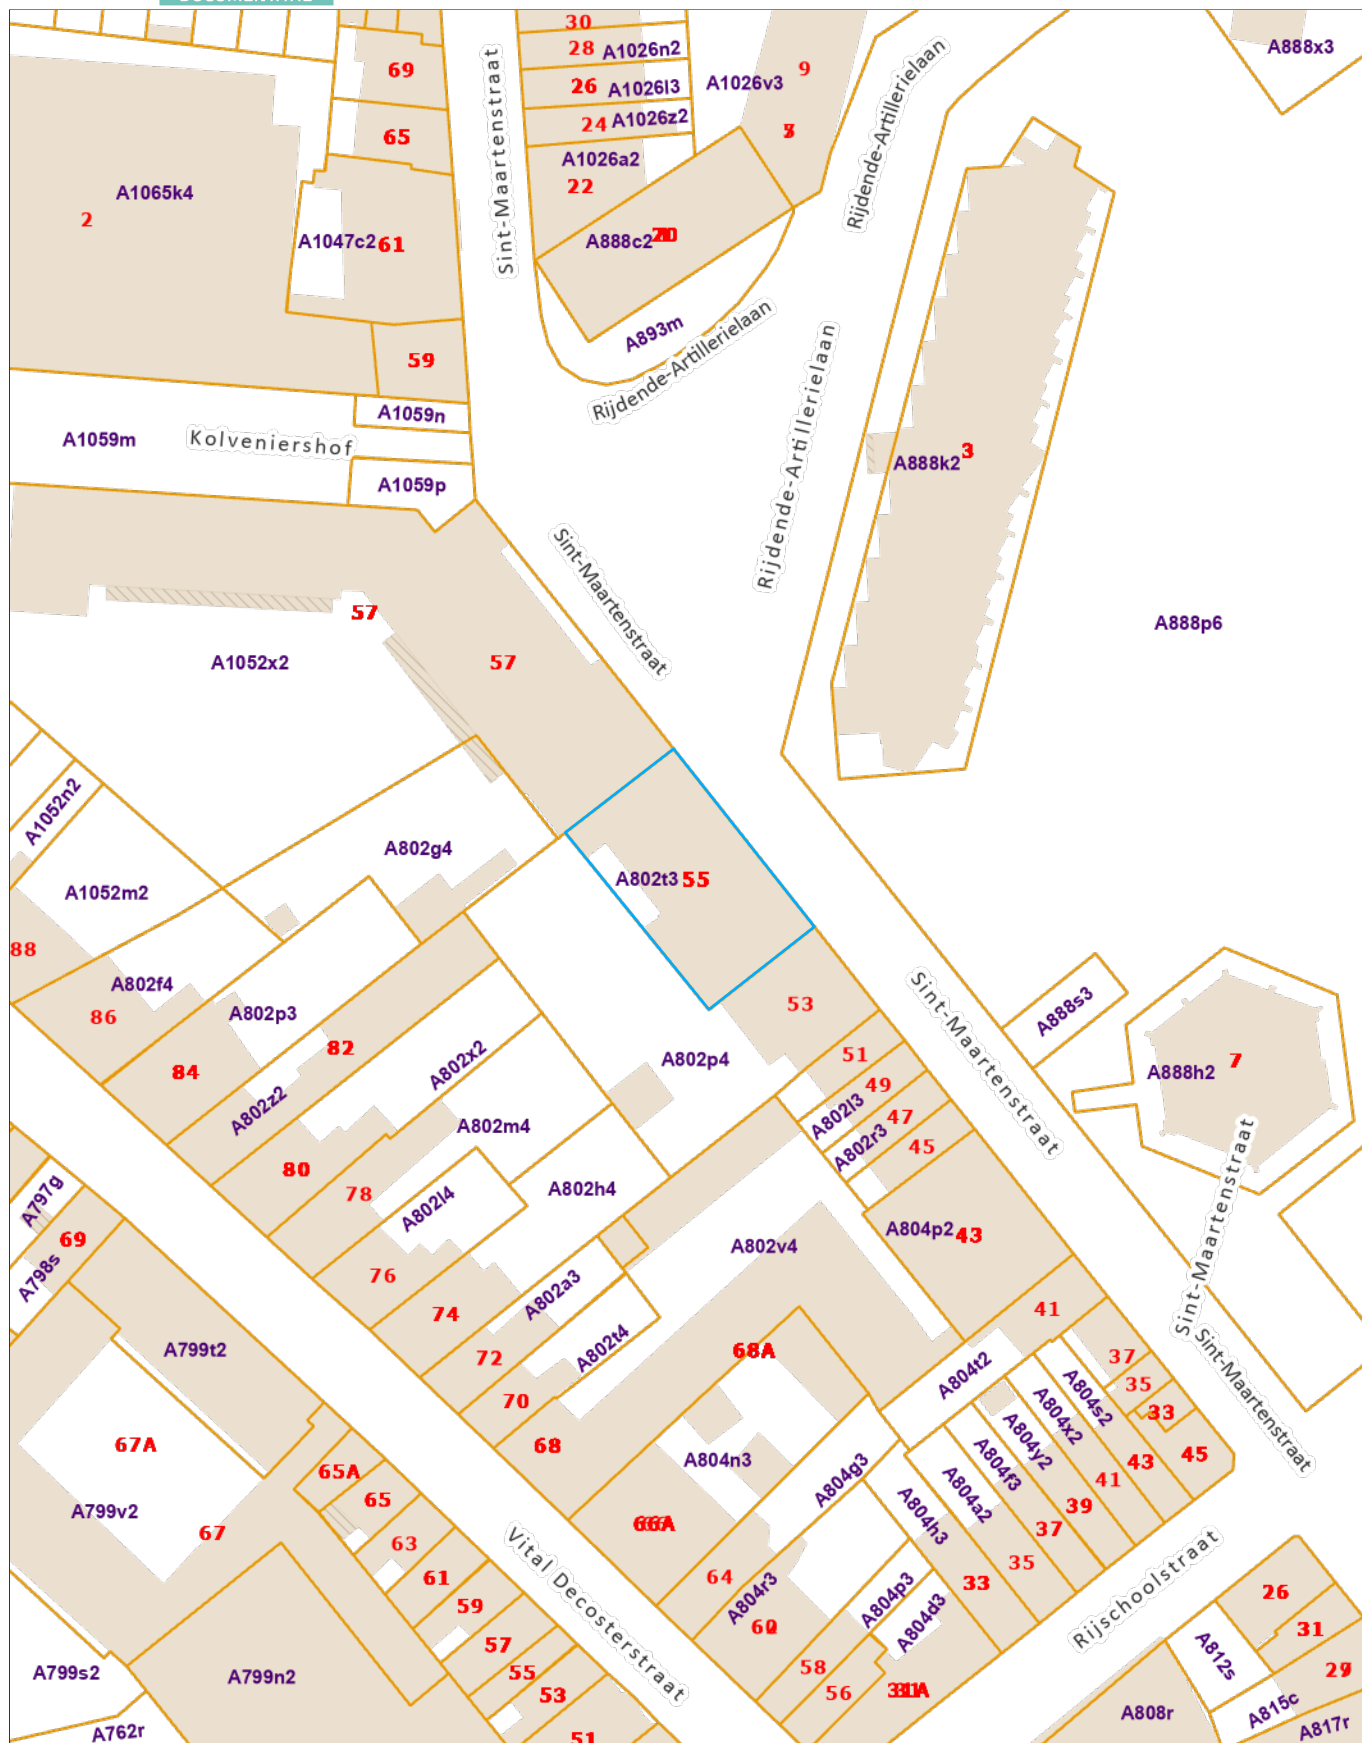 30
28
A1026n2
26
A1026l3
24
A1026z2
A1026a2
22
A1026v3
9
A888x3
69
65
A1065k4
2
A1047c2
61
59
Sint-Maartenstraat
A888c2
A893m
Rijdende-Artillerielaan
Rijdende-Artillerielaan
Rijdende-Artillerielaan
A888k2
3
A1059n
A1059m
Kolveniershof
A1059p
Sint-Maartenstraat
57
57
A1052x2
A888p6
A1052n2
A802g4
A802t3
55
A1052m2
88
A802f4
86
A802p3
82
84
A802z2
A802x2
53
A802p4
51
49
A802l3
47
A802r3
45
Sint-Maartenstraat
A888s3
A888h2
7
Sint-Maartenstraat
Sint-Maartenstraat
A802m4
80
78
A802l4
A802h4
A804p2
43
A802v4
A797g
69
A798s
76
74
A802a3
72
A802t4
70
68
68A
41
37
35
33
45
A804t2
A804s2
A804x2
A804y2
A804f3
A804a2
A804h3
A804g3
43
41
39
37
35
33
A799t2
67A
A799v2
67
65A
65
63
61
59
57
55
53
51
A804n3
66A
64
A804r3
A804p3
A804d3
58
56
31A
Vital Decosterstraat
Rijschoolstraat
26
31
A812s
A815c
A808r
A817r
A799s2
A799n2
A762r